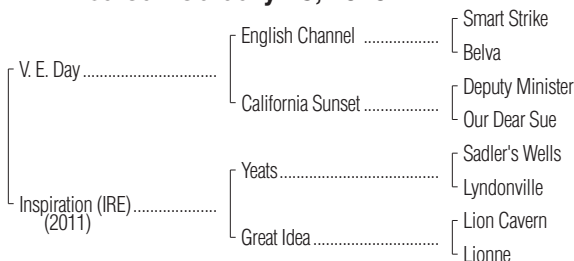 Smart Strike
English Channel ..................
Belva
V. E. Day ................................
Deputy Minister
California Sunset ..................
Our Dear Sue
Sadler's Wells
Yeats......................................
Lyndonville
Inspiration (IRE) ....................
(2011)
Lion Cavern
Great Idea ..............................
Lionne